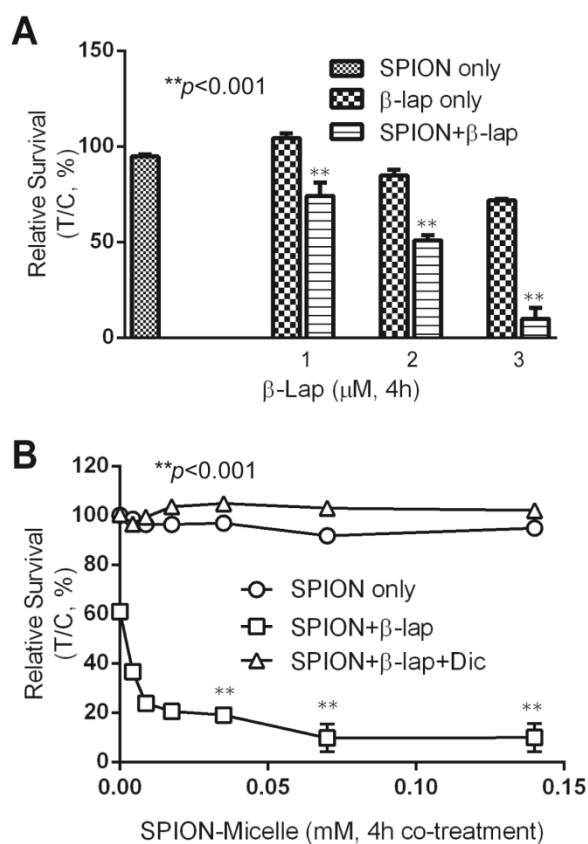 A
**p<0.001
SPION only
β-lap only
SPION+β-lap
Relative Survival
(T/C, %)
150
100
50
0
**
**
**
1
2
3
β-Lap (μM, 4h)
B
**p<0.001
Relative Survival
(T/C, %)
120
100
80
60
40
20
0
SPION only
SPION+β-lap
SPION+β-lap+Dic
**
**
**
0.00
0.05
0.10
0.15
SPION-Micelle (mM, 4h co-treatment)